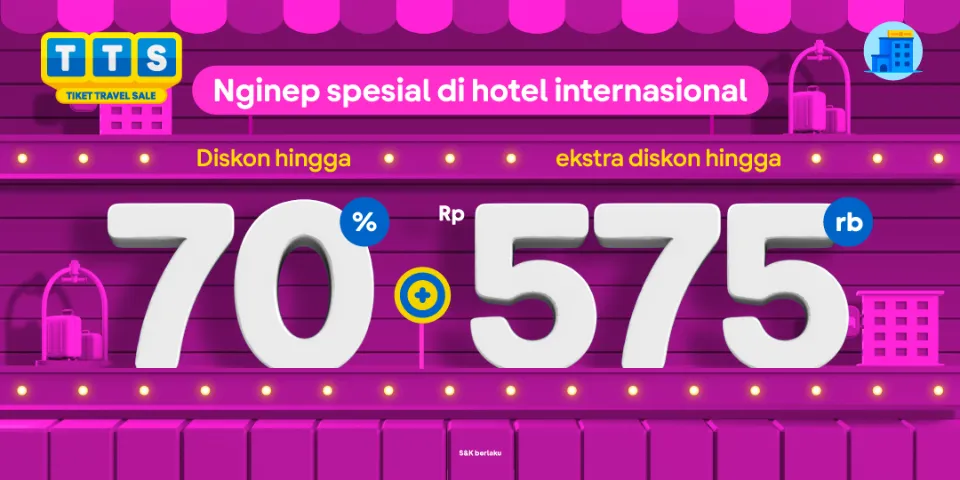 TTS
TIKET TRAVEL SALE
Nginep spesial di hotel internasional
Diskon hingga
ekstra diskon hingga
70%
+
Rp 575 rb
S&K berlaku